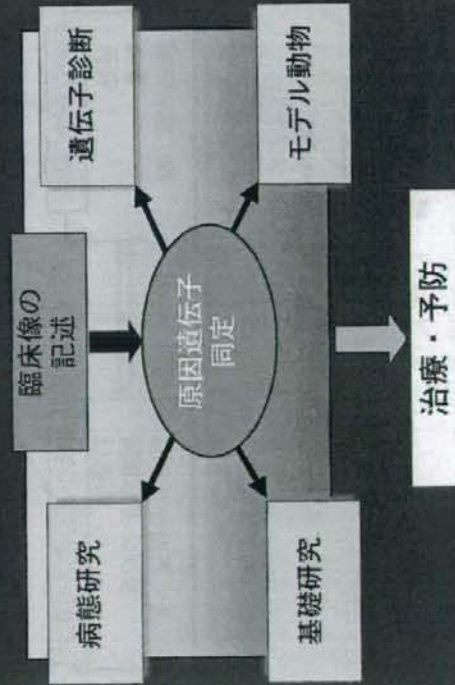 臨床像の
記述
病態研究
遺伝子診断
原因遺伝子
同定
基礎研究
モデル動物
治療・予防